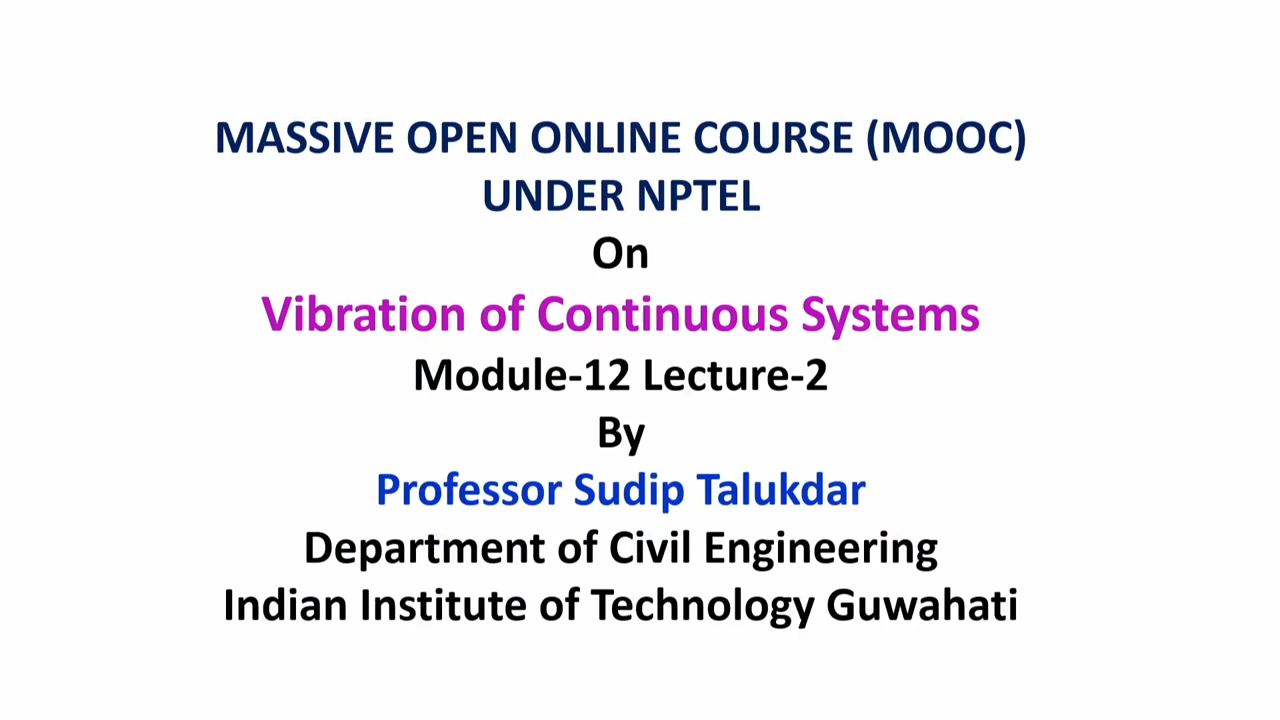 MASSIVE OPEN ONLINE COURSE (MOOC)
UNDER NPTEL
On
Vibration of Continuous Systems
Module-12 Lecture-2
By
Professor Sudip Talukdar
Department of Civil Engineering
Indian Institute of Technology Guwahati